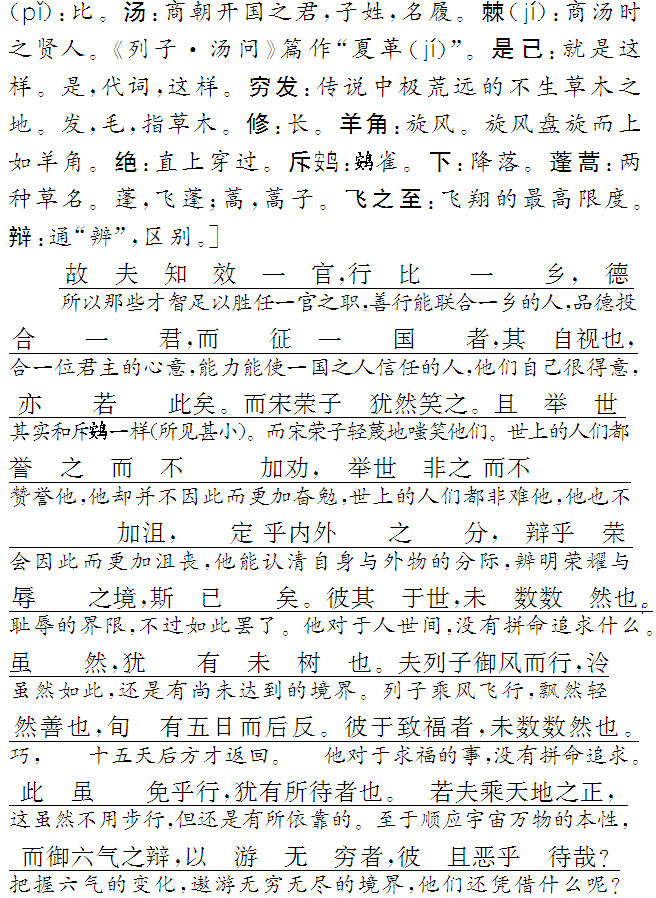 (pǐ):比。汤:商朝开国之君,子姓,名履。棘(jí):商汤时
之贤人。《列子·汤问》篇作“夏革(jí)”。是已:就是这
样。是,代词,这样。穷发:传说中极荒远的不生草木之
地。发,毛,指草木。修:长。羊角:旋风。旋风盘旋而上
如羊角。绝:直上穿过。斥鴳:鴳雀。下:降落。蓬蒿:两
种草名。蓬,飞蓬;蒿,蒿子。飞之至:飞翔的最高限度。
辩:通“辨”,区别。]
故夫知效一官,行比一乡,德
所以那些才智足以胜任一官之职,善行能联合一乡的人,品德投
合一君,而征一国者,其自视也,
合一位君主的心意,能力能使一国之人信任的人,他们自己很得意,
亦若此矣。而宋荣子犹然笑之。且举世
其实和斥鴳一样(所见甚小)。而宋荣子轻蔑地嗤笑他们。世上的人们都
誉之而不加劝,举世非之而不
赞誉他,他却并不因此而更加奋勉,世上的人们都非难他,他也不
加沮,定乎内外之分,辩乎荣
会因此而更加沮丧,他能认清自身与外物的分际,辨明荣耀与
辱之境,斯已矣。彼其于世,未数数然也。
耻辱的界限,不过如此罢了。他对于人世间,没有拼命追求什么。
虽然,犹有未树也。夫列子御风而行,泠
虽然如此,还是有尚未达到的境界。列子乘风飞行,飘然轻
然善也,旬有五日而后反。彼于致福者,未数数然也。
巧,十五天后方才返回。他对于求福的事,没有拼命追求。
此虽免乎行,犹有所待者也。若夫乘天地之正,
这虽然不用步行,但还是有所依靠的。至于顺应宇宙万物的本性,
而御六气之辩,以游无穷者,彼且恶乎待哉?
把握六气的变化,遨游无穷无尽的境界,他们还凭借什么呢?